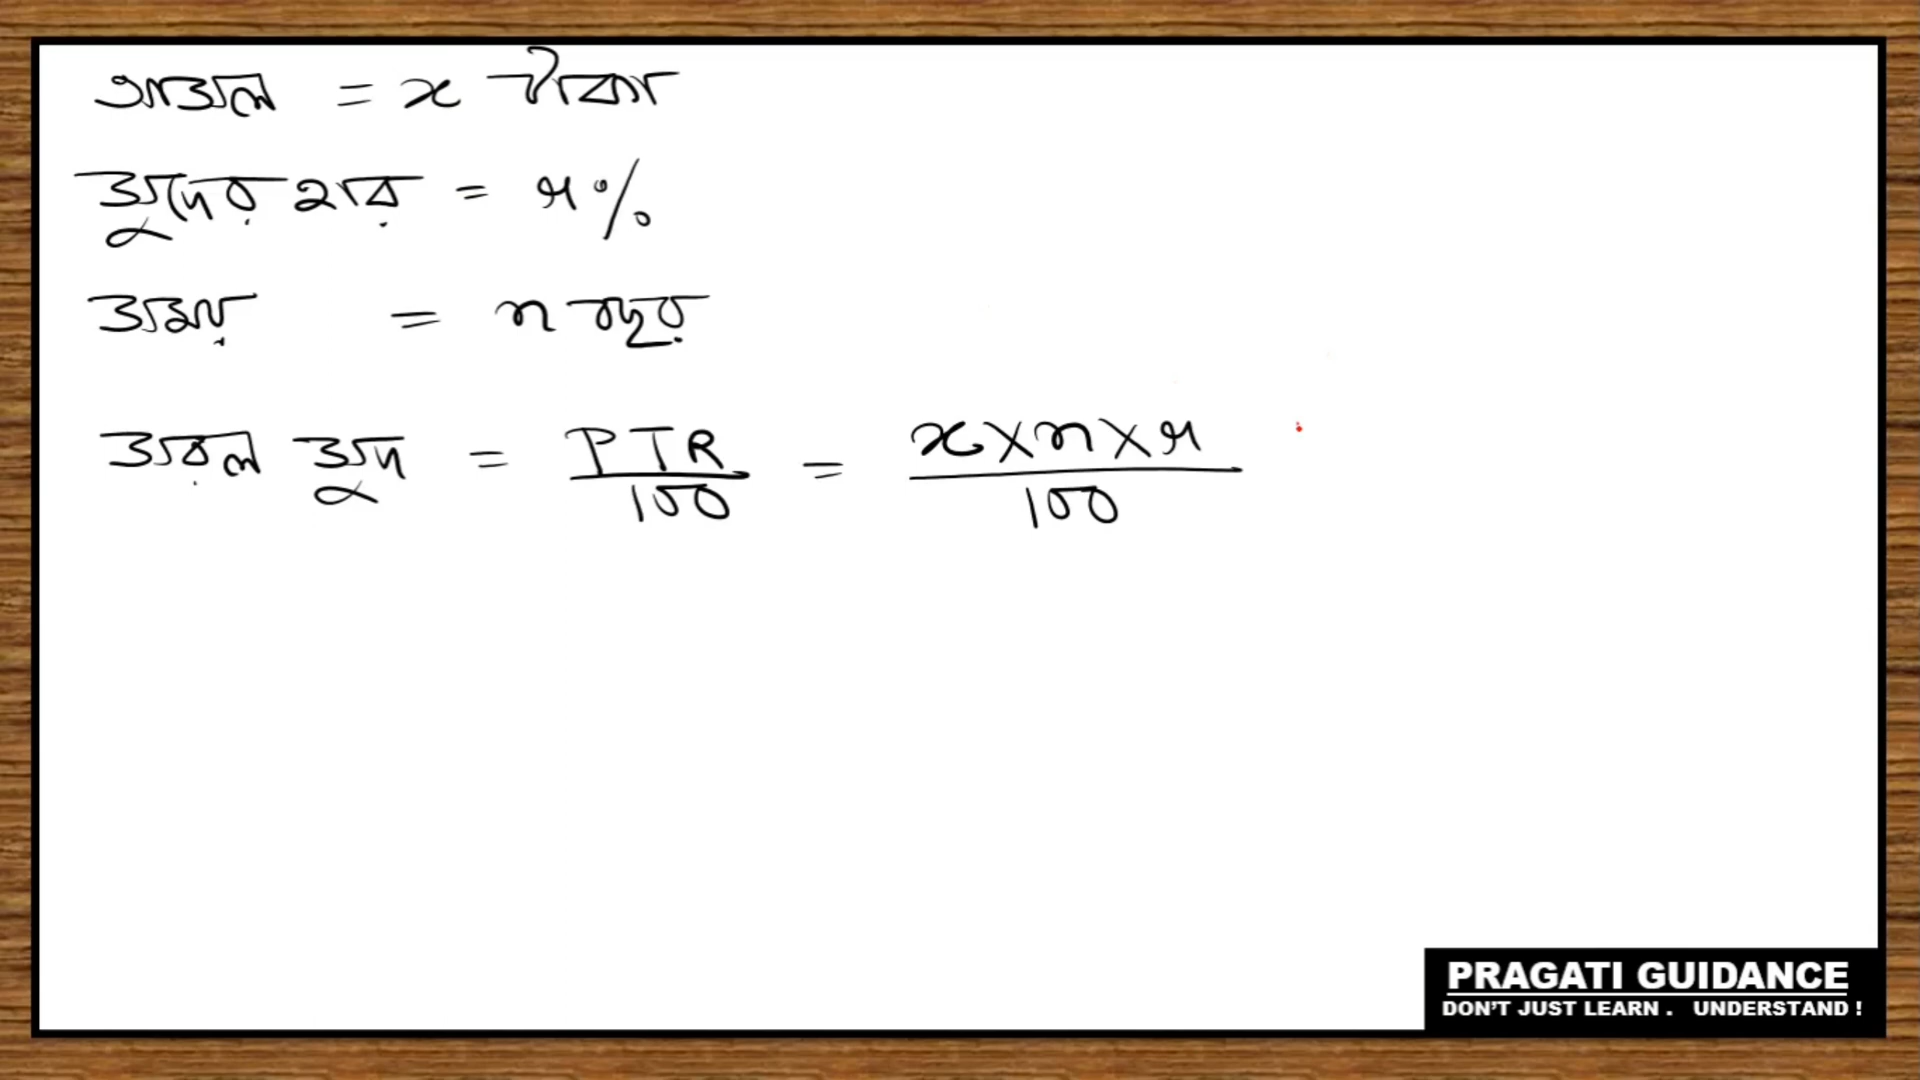 আসল = x টাকা
সুদের হার = r %
সময় = n বছর
সরল সুদ = PTR/100 = x×n×r/100
PRAGATI GUIDANCE
DON'T JUST LEARN . UNDERSTAND !